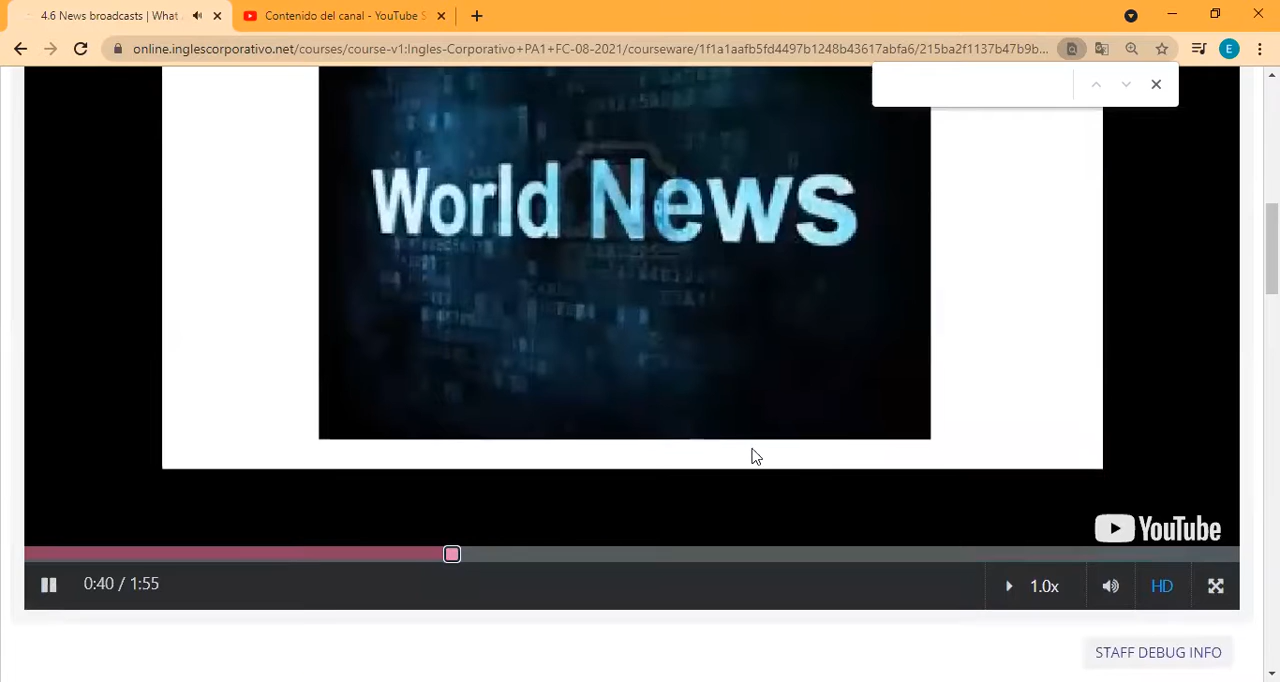 4.6 News broadcasts | What
Contenido del canal - YouTube S
online.inglescorporativo.net/courses/course-v1:Ingles-Corporativo+PA1+FC-08-2021/courseware/1f1a1aafb5fd4497b1248b43617abfa6/215ba2f1137b47b9b...
E
World News
YouTube
0:40 / 1:55
1.0x
HD
STAFF DEBUG INFO